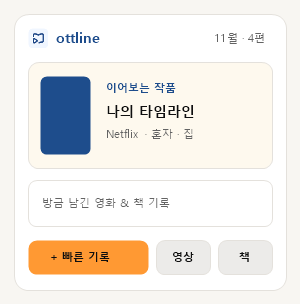 ottline
11월 · 4편
이어보는 작품
나의 타임라인
Netflix · 혼자 · 집
방금 남긴 영화 & 책 기록
+ 빠른 기록
영상
책